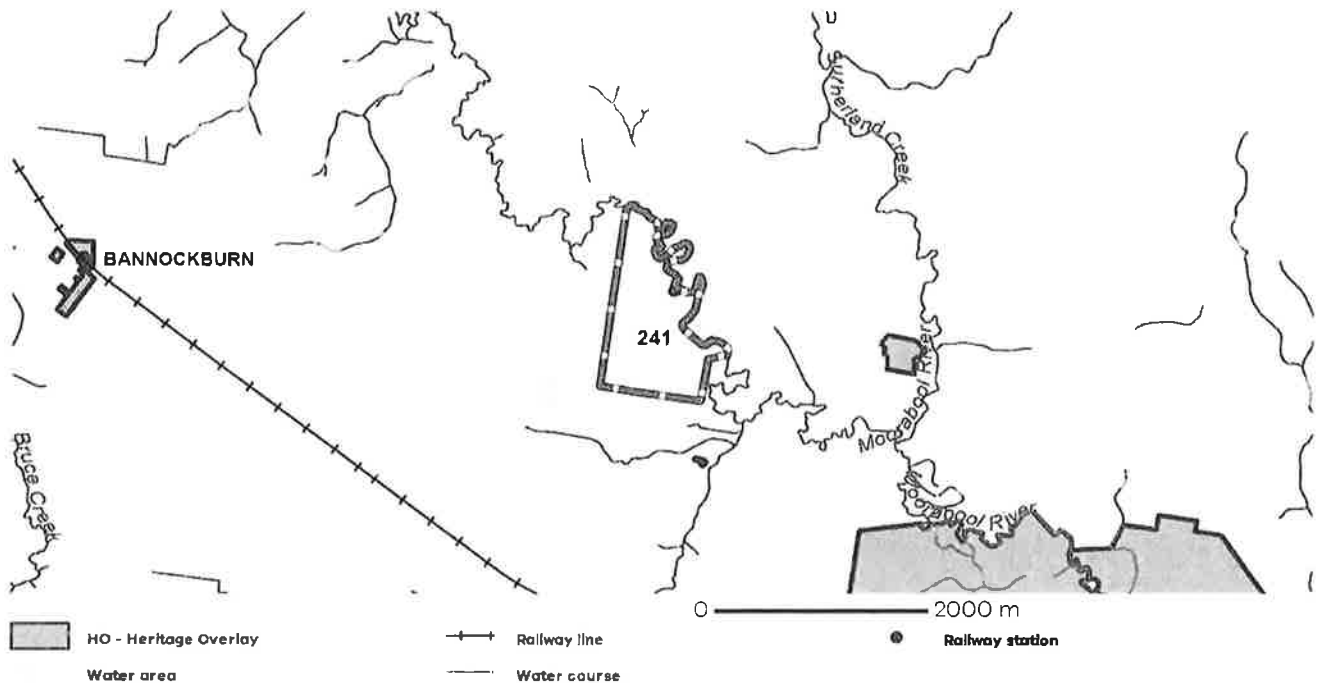 U
Sutherland Creek
BANNOCKBURN
241
Moorabool River
Bruce Creek
Moorabool River
0 2000 m
HO - Heritage Overlay
Railway line
Railway station
Water area
Water course